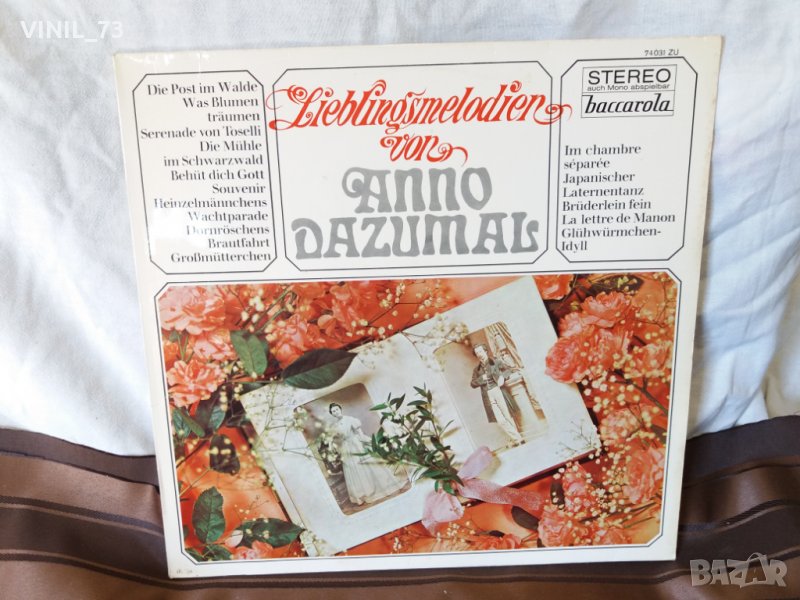 VINIL_73
74 031 ZU
Die Post im Walde
Was Blumen
träumen
Serenade von Toselli
Die Mühle
im Schwarzwald
Behüt dich Gott
Souvenir
Heinzelmännchens
Wachtparade
Dornröschens
Brautfahrt
Großmütterchen
Lieblingsmelodien
von
ANNO
DAZUMAL
STEREO
auch Mono abspielbar
baccarola
Im chambre
séparée
Japanischer
Laternentanz
Brüderlein fein
La lettre de Manon
Glühwürmchen-
Idyll
BAZAR